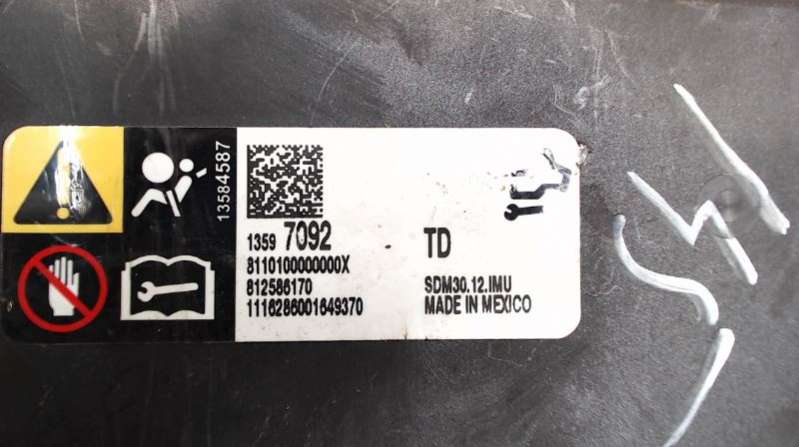 13584587
1359 7092 TD
8110100000000X
812586170 SDM30.12.IMU
1116286001649370 MADE IN MEXICO